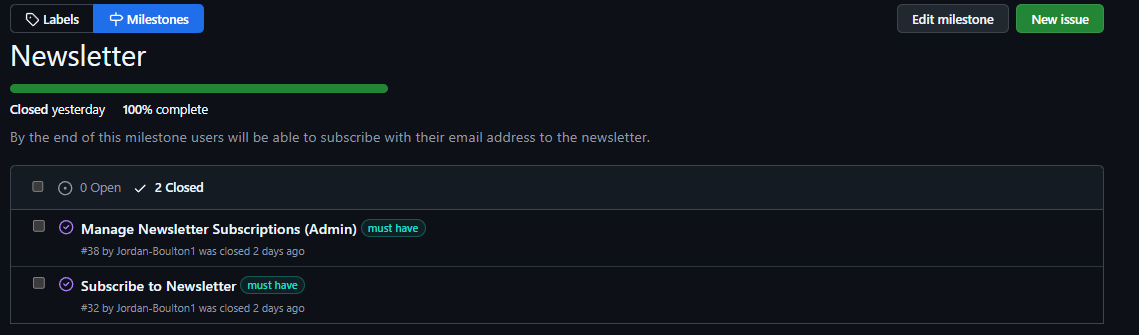 Labels Milestones Edit milestone New issue
Newsletter
Closed yesterday 100% complete
By the end of this milestone users will be able to subscribe with their email address to the newsletter.
0 Open 2 Closed
Manage Newsletter Subscriptions (Admin) must have
#38 by Jordan-Boulton1 was closed 2 days ago
Subscribe to Newsletter must have
#32 by Jordan-Boulton1 was closed 2 days ago